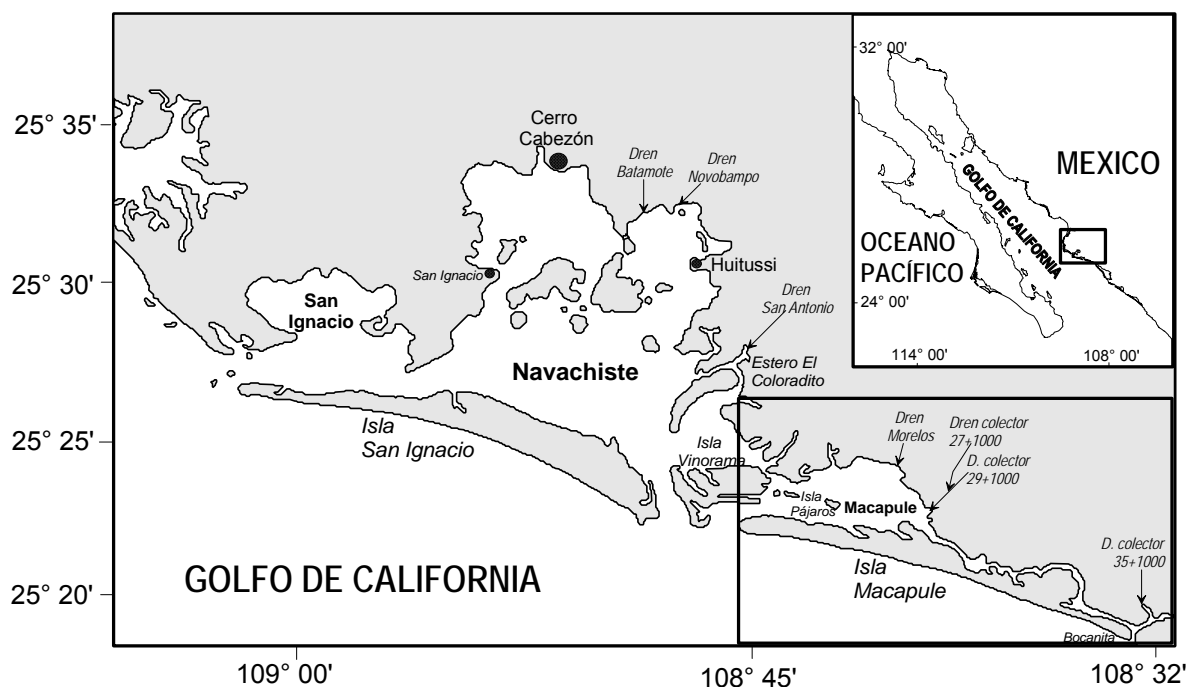 32° 00'
MEXICO
GOLFO DE CALIFORNIA
OCEANO
PACÍFICO
24° 00'
114° 00'
108° 00'
25° 35'
Cerro
Cabezón
Dren
Batamote
Dren
Novobampo
25° 30'
San Ignacio
Huitussi
San
Ignacio
Dren
San Antonio
Navachiste
Estero El
Coloradito
25° 25'
Isla
San Ignacio
Isla
Vinorama
Dren
Morelos
Dren colector
27+1000
D. colector
29+1000
Isla
Pájaros
Macapule
Isla
Macapule
D. colector
35+1000
Bocanita
GOLFO DE CALIFORNIA
25° 20'
109° 00'
108° 45'
108° 32'